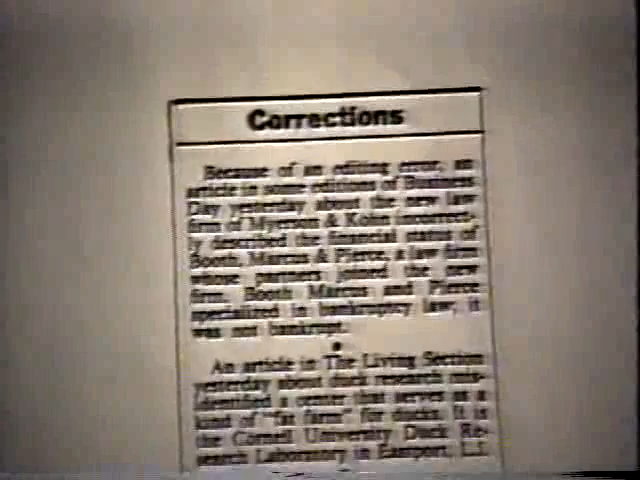 Corrections
Because of an editing error, an
article in some editions of Business
Day yesterday about the new law
firm of Myerson & Kuhn incorrect-
ly described the financial status of
Booth, Marcus & Pierce, a law firm
whose partners joined the new
firm. Booth Marcus and Pierce
specialized in bankruptcy law; it
was not bankrupt.
An article in The Living Section
yesterday about duck research mis-
identified a center that serves as a
kind of "fat farm" for ducks. It is
the Cornell University Duck Re-
search Laboratory in Eastport, L.I.